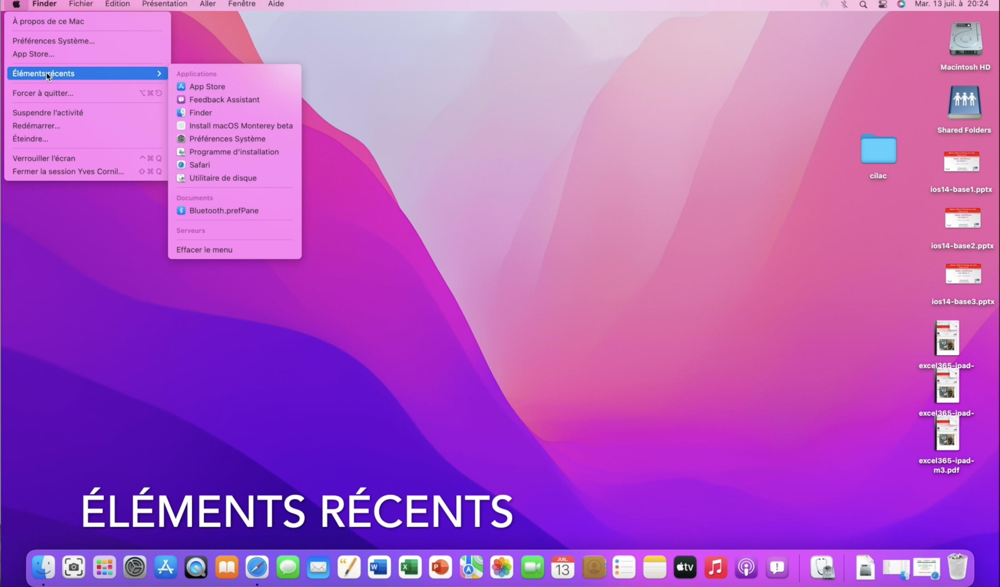 Finder Fichier Édition Présentation Aller Fenêtre Aide
Mar. 13 juil. à 20:24
À propos de ce Mac
Préférences Système...
App Store...
Éléments récents
Forcer à quitter...
Suspendre l'activité
Redémarrer...
Éteindre...
Verrouiller l'écran ^⌘Q
Fermer la session Yves Cornil... ⇧⌘Q
Applications
App Store
Feedback Assistant
Finder
Install macOS Monterey beta
Préférences Système
Programme d'installation
Safari
Utilitaire de disque
Documents
Bluetooth.prefPane
Serveurs
Effacer le menu
Macintosh HD
Shared Folders
cilac
ios14-base1.pptx
ios14-base2.pptx
ios14-base3.pptx
excel365-ipad-
excel365-ipad-
excel365-ipad-
m3.pdf
ÉLÉMENTS RÉCENTS
W
X
P
JUIL.
13
tv